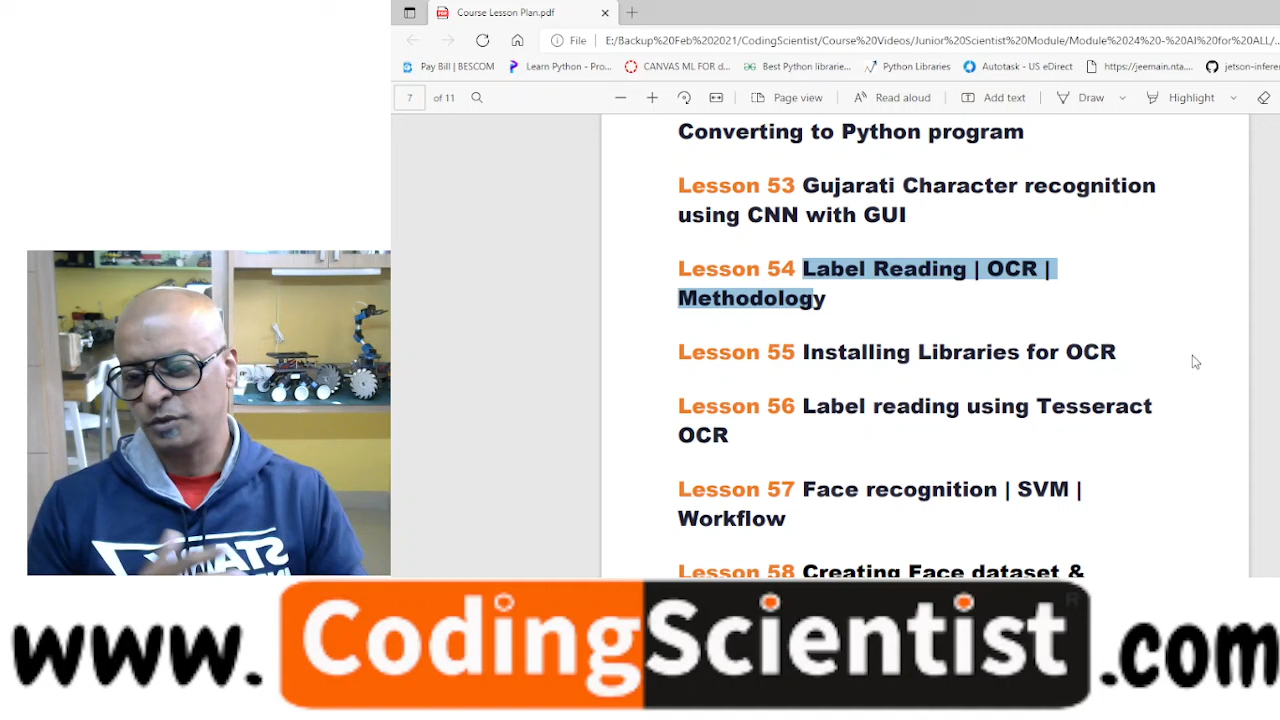 Course Lesson Plan.pdf
File
E:/Backup%20Feb%202021/CodingScientist/Course%20Videos/Junior%20Scientist%20Module/Module%2024%20-%20AI%20for%20ALL/...
Pay Bill | BESCOM
Learn Python - Pro...
CANVAS ML FOR d...
Best Python librarie...
Python Libraries
Autotask - US eDirect
https://jeemain.nta....
jetson-infere
7 of 11
Page view
Read aloud
Add text
Draw
Highlight
Converting to Python program
Lesson 53 Gujarati Character recognition
using CNN with GUI
Lesson 54 Label Reading | OCR |
Methodology
Lesson 55 Installing Libraries for OCR
Lesson 56 Label reading using Tesseract
OCR
Lesson 57 Face recognition | SVM |
Workflow
Lesson 58 Creating Face dataset &
www.CodingScientist.com